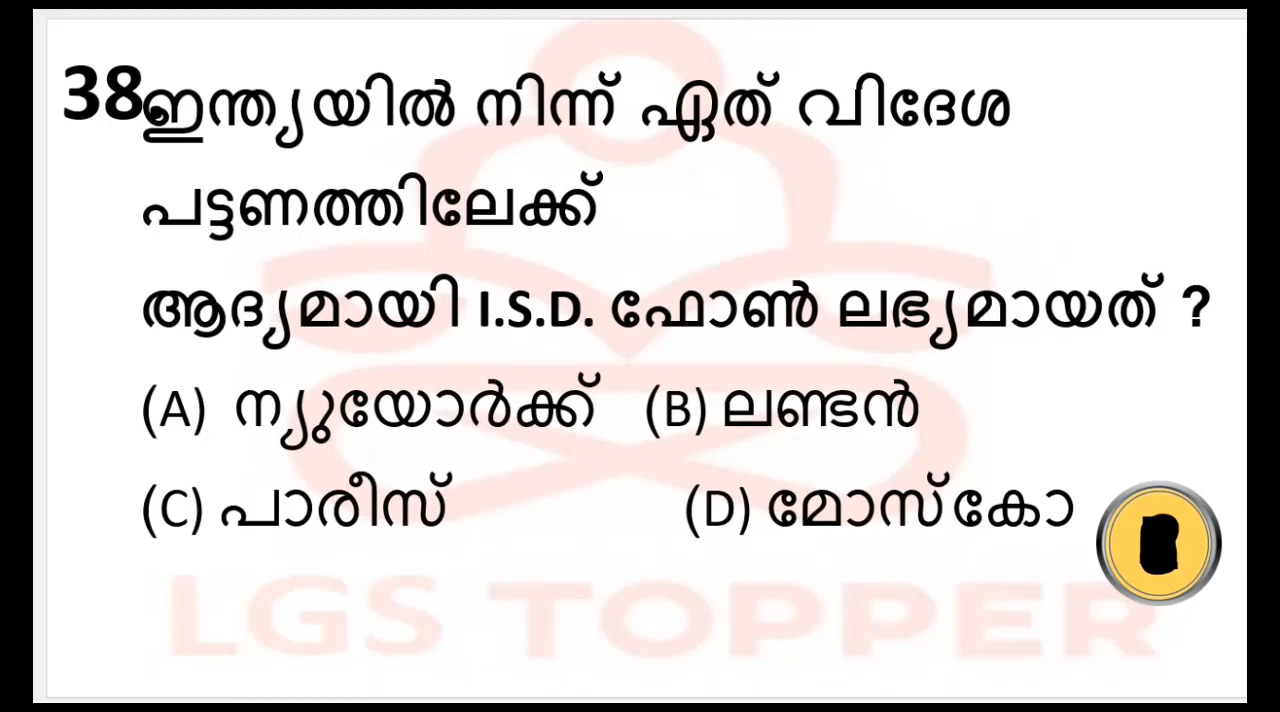 38ഇന്ത്യയിൽ നിന്ന് ഏത് വിദേശ
പട്ടണത്തിലേക്ക്
ആദ്യമായി I.S.D. ഫോൺ ലഭ്യമായത് ?
(A) ന്യുയോർക്ക് (B) ലണ്ടൻ
(C) പാരീസ് (D) മോസ്കോ
B
LGS TOPPER